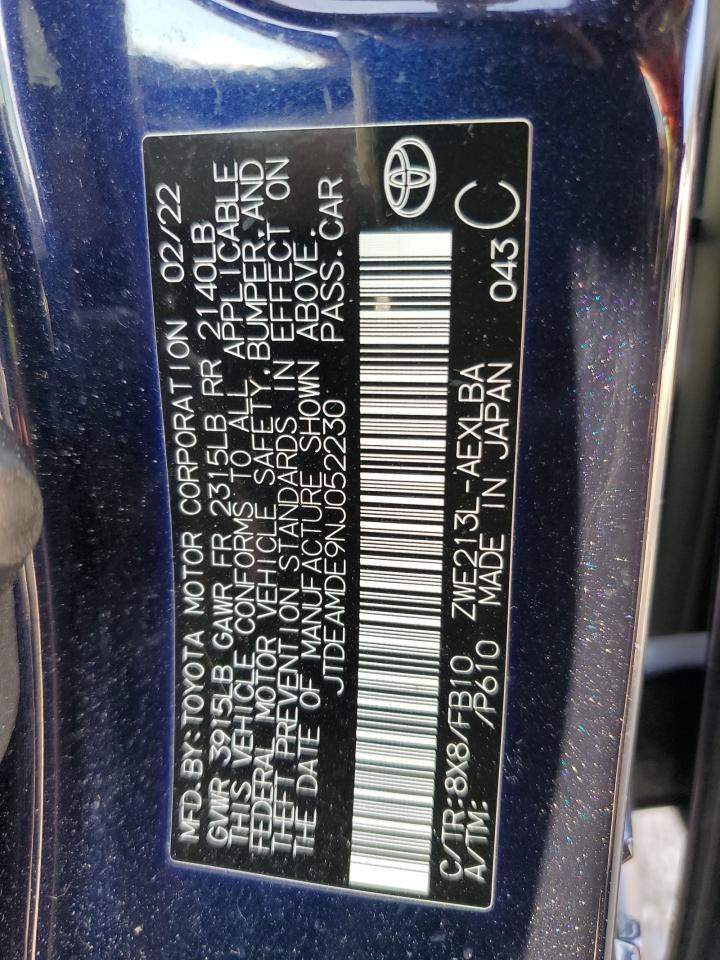 MFD.BY:TOYOTA MOTOR CORPORATION 02/22
GVWR 3915LB GAWR FR 2315LB RR 2140LB
THIS VEHICLE CONFORMS TO ALL APPLICABLE
FEDERAL MOTOR VEHICLE SAFETY,BUMPER,AND
THEFT PREVENTION STANDARDS IN EFFECT ON
THE DATE OF MANUFACTURE SHOWN ABOVE.
JTDEAMDE9NJ052230 PASS.CAR
C/TR:8X8/FB10 ZWE213L-AEXLBA 043 C
A/TM: /P610 MADE IN JAPAN